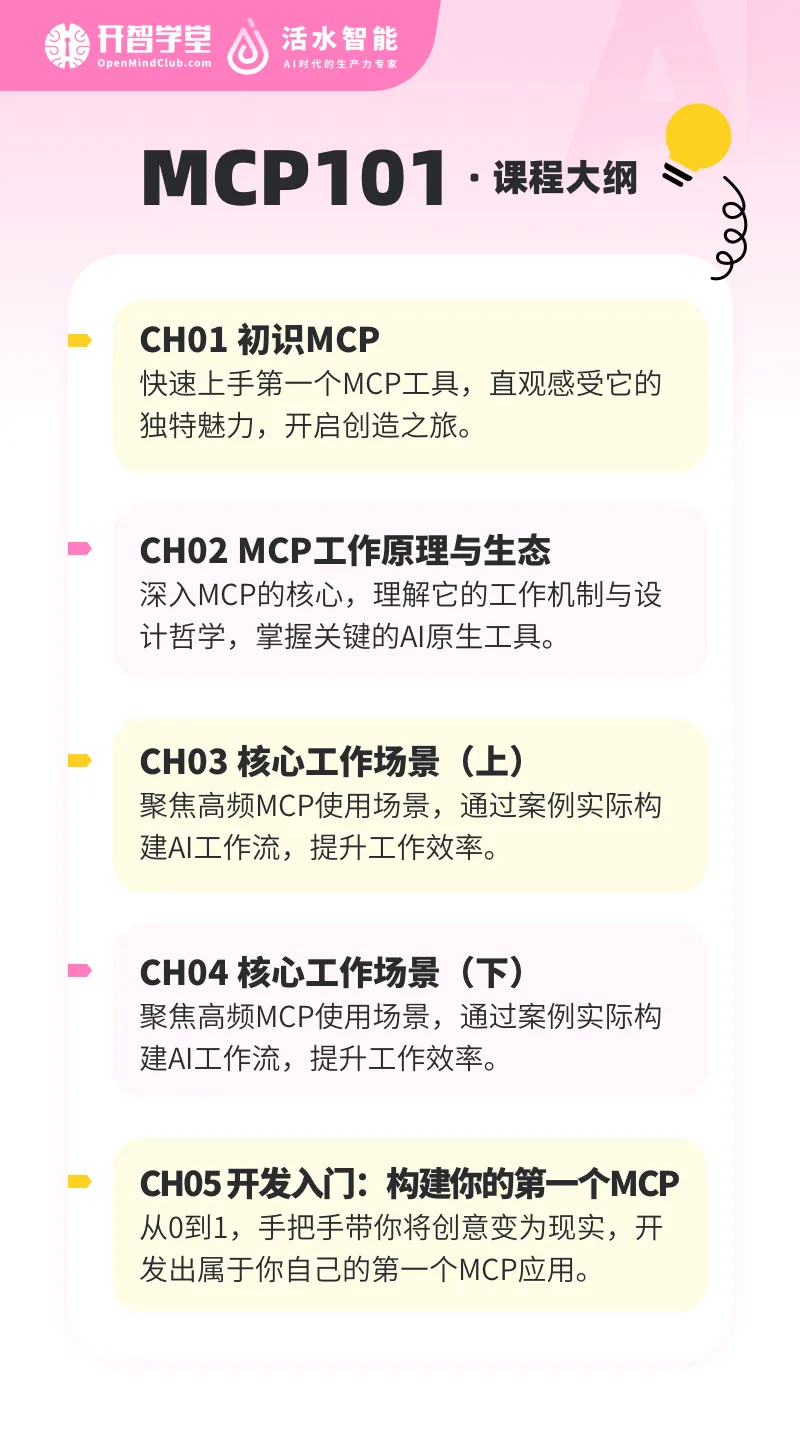 开智学堂
OpenMindClub.com
活水智能
AI时代的生产力专家
AI
MCP101 · 课程大纲
CH01 初识MCP
快速上手第一个MCP工具，直观感受它的
独特魅力，开启创造之旅。
CH02 MCP工作原理与生态
深入MCP的核心，理解它的工作机制与设
计哲学，掌握关键的AI原生工具。
CH03 核心工作场景（上）
聚焦高频MCP使用场景，通过案例实际构
建AI工作流，提升工作效率。
CH04 核心工作场景（下）
聚焦高频MCP使用场景，通过案例实际构
建AI工作流，提升工作效率。
CH05 开发入门：构建你的第一个MCP
从0到1，手把手带你将创意变为现实，开
发出属于你自己的第一个MCP应用。